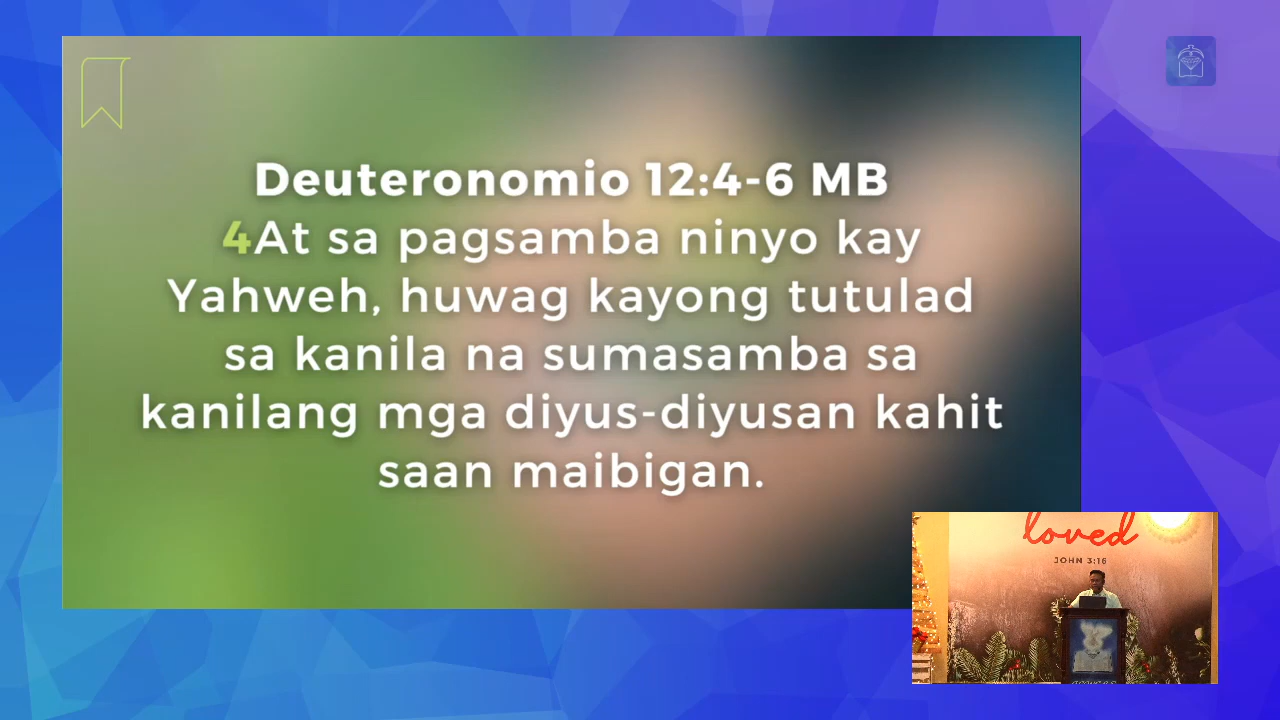 Deuteronomio 12:4-6 MB
4At sa pagsamba ninyo kay
Yahweh, huwag kayong tutulad
sa kanila na sumasamba sa
kanilang mga diyus-diyusan kahit
saan maibigan.
loved
JOHN 3:16